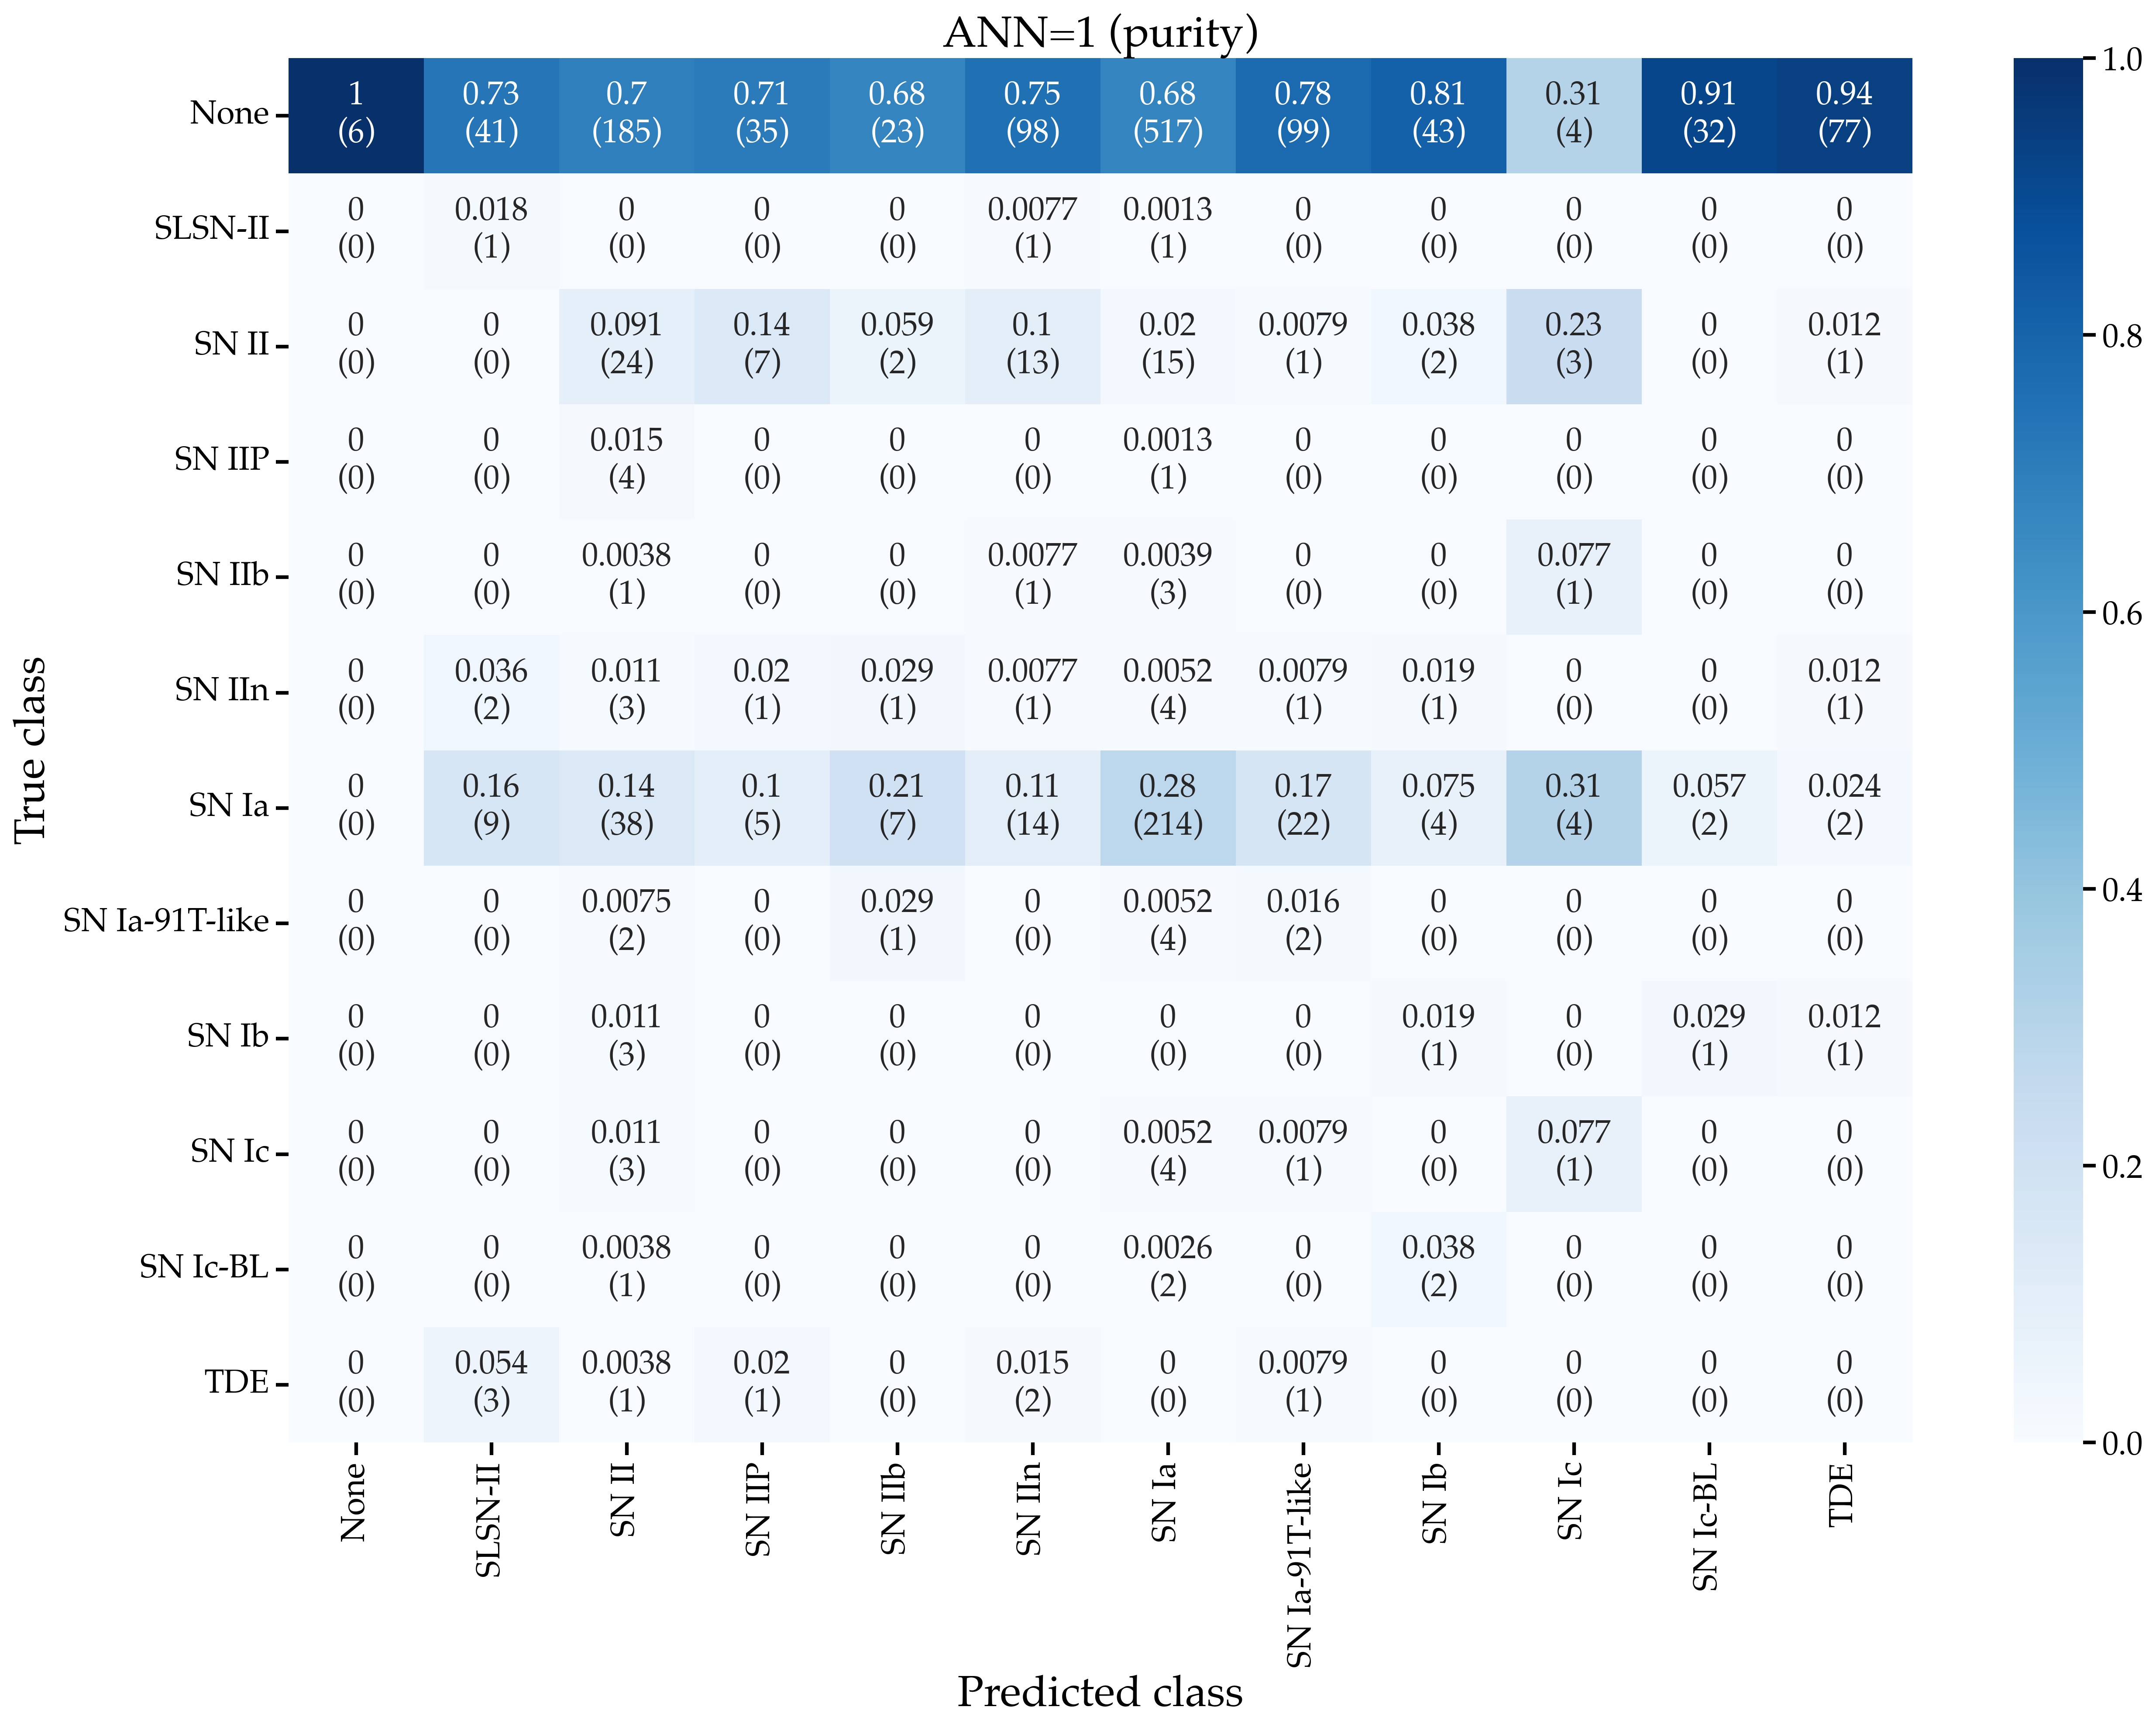 ANN=1 (purity)
None 1 0.73 0.7 0.71 0.68 0.75 0.68 0.78 0.81 0.31 0.91 0.94
(6) (41) (185) (35) (23) (98) (517) (99) (43) (4) (32) (77)
SLSN-II 0 0.018 0 0 0 0.0077 0.0013 0 0 0 0 0
(0) (1) (0) (0) (0) (1) (1) (0) (0) (0) (0) (0)
SN II 0 0 0.091 0.14 0.059 0.1 0.02 0.0079 0.038 0.23 0 0.012
(0) (0) (24) (7) (2) (13) (15) (1) (2) (3) (0) (1)
SN IIP 0 0 0.015 0 0 0 0.0013 0 0 0 0 0
(0) (0) (4) (0) (0) (0) (1) (0) (0) (0) (0) (0)
SN IIb 0 0 0.0038 0 0 0.0077 0.0039 0 0 0.077 0 0
(0) (0) (1) (0) (0) (1) (3) (0) (0) (1) (0) (0)
SN IIn 0 0.036 0.011 0.02 0.029 0.0077 0.0052 0.0079 0.019 0 0 0.012
(0) (2) (3) (1) (1) (1) (4) (1) (1) (0) (0) (1)
SN Ia 0 0.16 0.14 0.1 0.21 0.11 0.28 0.17 0.075 0.31 0.057 0.024
(0) (9) (38) (5) (7) (14) (214) (22) (4) (4) (2) (2)
SN Ia-91T-like 0 0 0.0075 0 0.029 0 0.0052 0.016 0 0 0 0
(0) (0) (2) (0) (1) (0) (4) (2) (0) (0) (0) (0)
SN Ib 0 0 0.011 0 0 0 0 0 0.019 0 0.029 0.012
(0) (0) (3) (0) (0) (0) (0) (0) (1) (0) (1) (1)
SN Ic 0 0 0.011 0 0 0 0.0052 0.0079 0 0.077 0 0
(0) (0) (3) (0) (0) (0) (4) (1) (0) (1) (0) (0)
SN Ic-BL 0 0 0.0038 0 0 0 0.0026 0 0.038 0 0 0
(0) (0) (1) (0) (0) (0) (2) (0) (2) (0) (0) (0)
TDE 0 0.054 0.0038 0.02 0 0.015 0 0.0079 0 0 0 0
(0) (3) (1) (1) (0) (2) (0) (1) (0) (0) (0) (0)
None SLSN-II SN II SN IIP SN IIb SN IIn SN Ia SN Ia-91T-like SN Ib SN Ic SN Ic-BL TDE
Predicted class
True class
1.0
0.8
0.6
0.4
0.2
0.0